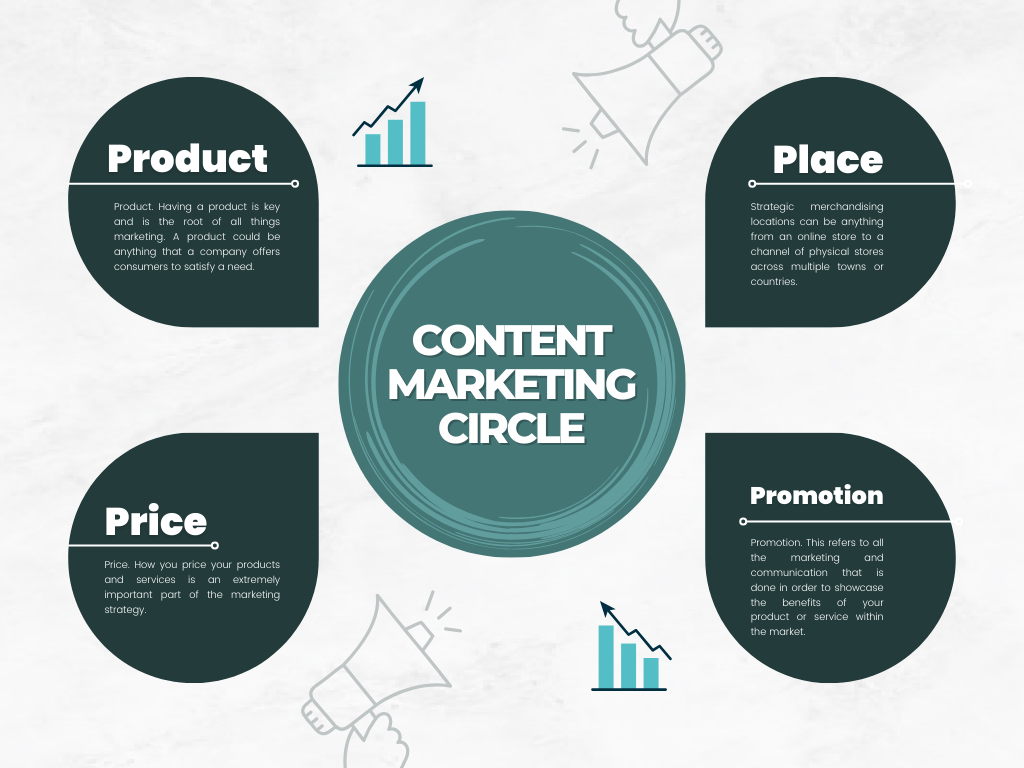 Product
Product. Having a product is key
and is the root of all things
marketing. A product could be
anything that a company offers
consumers to satisfy a need.
Place
Strategic merchandising
locations can be anything
from an online store to a
channel of physical stores
across multiple towns or
countries.
CONTENT
MARKETING
CIRCLE
Price
Price. How you price your products
and services is an extremely
important part of the marketing
strategy.
Promotion
Promotion. This refers to all
the marketing and
communication that is
done in order to showcase
the benefits of your
product or service within
the market.